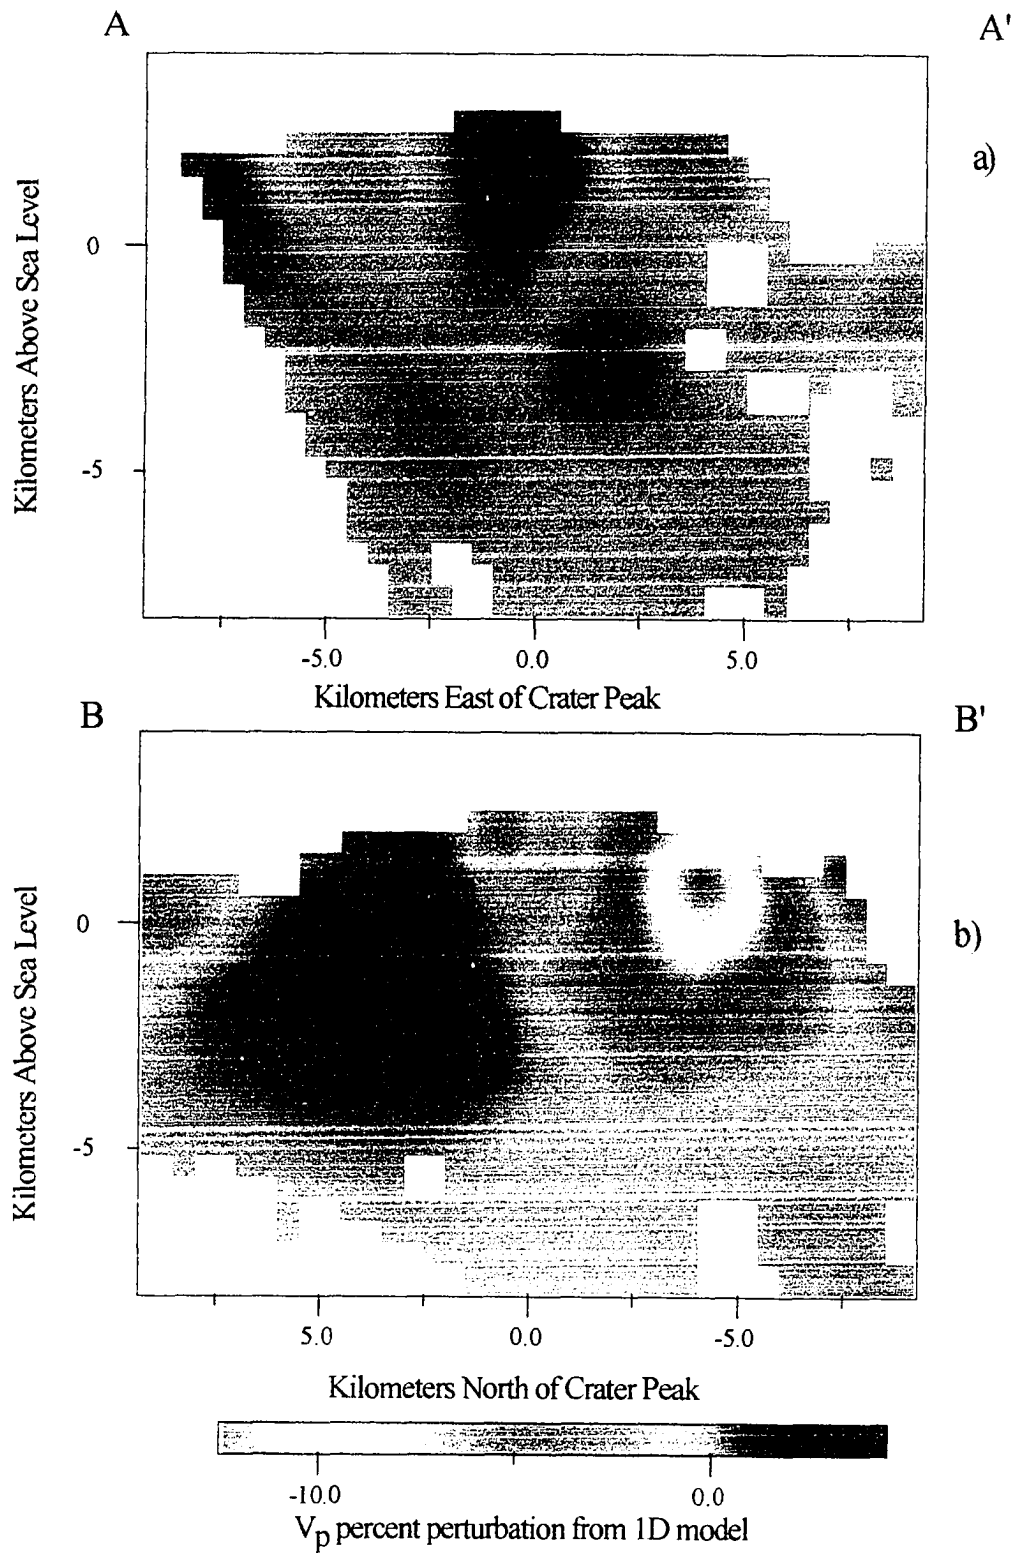 A
A'
a)
Kilometers Above Sea Level
0
-5
-5.0
0.0
5.0
Kilometers East of Crater Peak
B
B'
b)
Kilometers Above Sea Level
0
-5
5.0
0.0
-5.0
Kilometers North of Crater Peak
-10.0
0.0
Vp percent perturbation from 1D model